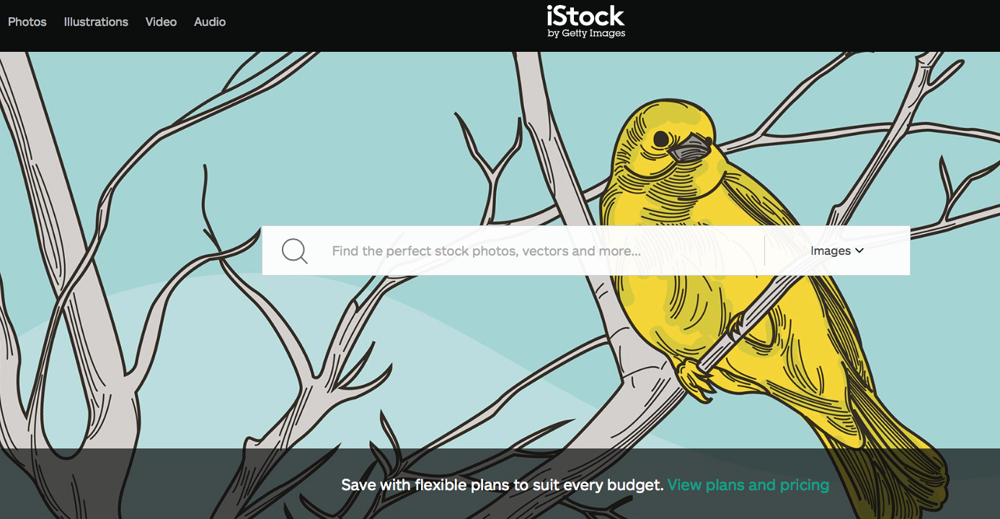 Photos Illustrations Video Audio
iStock
by Getty Images
Find the perfect stock photos, vectors and more...
Images
Save with flexible plans to suit every budget. View plans and pricing